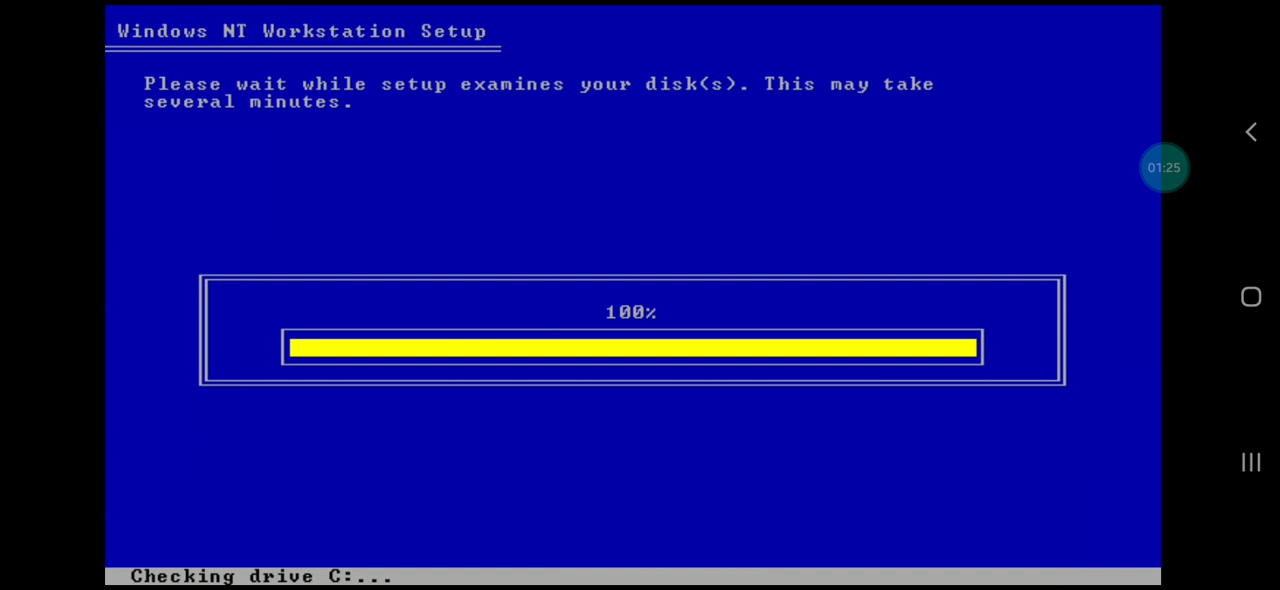 Windows NT Workstation Setup
Please wait while setup examines your disk(s). This may take
several minutes.
01:25
100%
Checking drive C:...